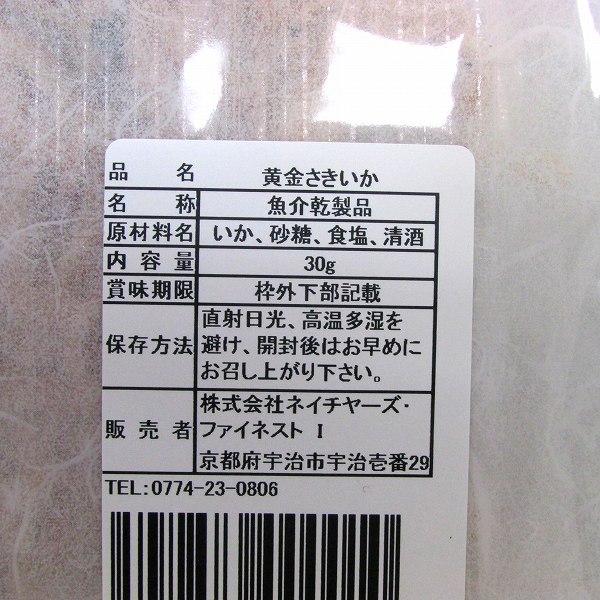 品名 黄金さきいか
名称 魚介乾製品
原材料名 いか、砂糖、食塩、清酒
内容量 30g
賞味期限 枠外下部記載
保存方法 直射日光、高温多湿を
避け、開封後はお早めに
お召し上がり下さい。
販売者 株式会社ネイチヤーズ・
ファイネスト I
京都府宇治市宇治壱番29
TEL:0774-23-0806